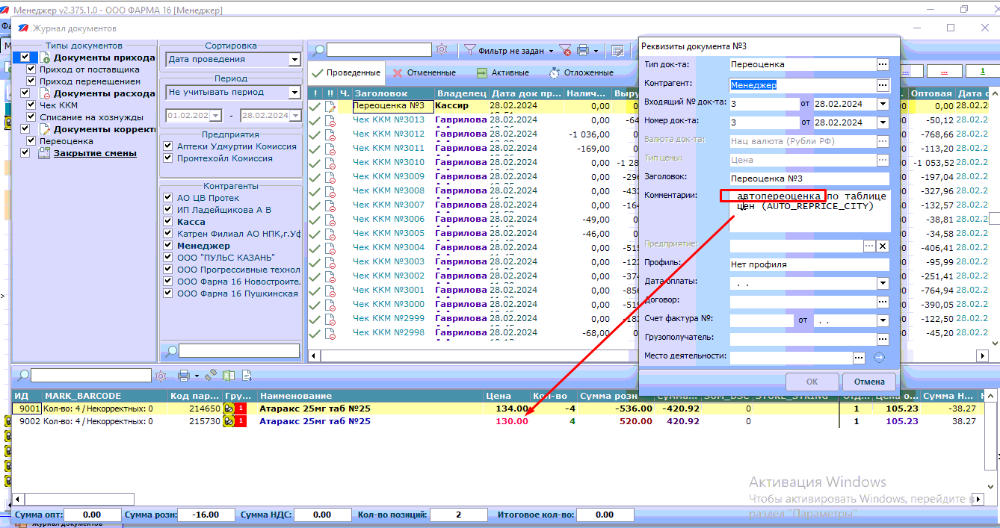 Менеджер v2.375.1.0 - ООО ФАРМА 16 [Менеджер]
Журнал документов
Типы документов
Документы прихода
Приход от поставщика
Приход перемещением
Документы расхода
Чек ККМ
Списание на хознужды
Документы коррект
Переоценка
Закрытие смены
Сортировка
Дата проведения
Период
Не учитывать период
01.02.202 - 28.02.2024
Предприятия
Аптеки Удмуртии Комиссия
Промтехойл Комиссия
Контрагенты
АО ЦВ Протек
ИП Ладейщикова А В
Касса
Катрен Филиал АО НПК,г.Уф
Менеджер
ООО "ПУЛЬС КАЗАНЬ"
ООО Прогрессивные технол
ООО Фарма 16 Новостроител
ООО Фарма 16 Пушкинская
Фильтр не задан
Проведенные Отмененные Активные Отложенные
! !! Ч. Заголовок Владелец Дата док пр... Налич... Выру Оптовая Дата о
Переоценка №3 Кассир 28.02.2024 0,00 0,00 28.02.2
Чек ККМ №3013 Гаврилова 28.02.2024 0,00 -64 -50,12 28.02.2
Чек ККМ №3012 Гаврилова 28.02.2024 -1 036,00 0 -768,66 28.02.2
Чек ККМ №3011 Гаврилова 28.02.2024 -169,00 0 -113,20 28.02.2
Чек ККМ №3010 Гаврилова 28.02.2024 0,00 -1 28 -1 053,52 28.02.2
Чек ККМ №3009 Гаврилова 28.02.2024 0,00 -296 -197,04 28.02.2
Чек ККМ №3008 Гаврилова 28.02.2024 0,00 -43 -327,96 28.02.2
Чек ККМ №3007 Гаврилова 28.02.2024 0,00 -164 -132,57 28.02.2
Чек ККМ №3006 Гаврилова 28.02.2024 -49,00 0 -38,81 28.02.2
Чек ККМ №3005 Гаврилова 28.02.2024 -46,00 0 -34,58 28.02.2
Чек ККМ №3004 Гаврилова 28.02.2024 0,00 -51 -406,41 28.02.2
Чек ККМ №3003 Гаврилова 28.02.2024 0,00 -12 -95,99 28.02.2
Чек ККМ №3002 Гаврилова 28.02.2024 0,00 -374 -251,41 28.02.2
Чек ККМ №3001 Гаврилова 28.02.2024 0,00 -856 -764,94 28.02.2
Чек ККМ №3000 Гаврилова 28.02.2024 0,00 -51 -390,05 28.02.2
Чек ККМ №2999 Гаврилова 28.02.2024 0,00 -18 -122,50 28.02.2
Чек ККМ №2998 Гаврилова 28.02.2024 -68,00 -45,20 28.02.2
Реквизиты документа №3
Тип док-та: Переоценка
Контрагент: Менеджер
Входящий № док-та: 3 от 28.02.2024
Номер док-та: 3 от 28.02.2024
Валюта док-та: Нац валюта (Рубли РФ)
Тип цены: Цена
Заголовок: Переоценка №3
Комментарии: автопереоценка по таблице
цен (AUTO_REPRICE_CITY)
Предприятие:
Профиль: Нет профиля
Дата оплаты: . .
Договор:
Счет фактура №: от . .
Грузополучатель:
Место деятельности:
ОК Отмена
ИД MARK_BARCODE Код пар... Гру... Наименование Цена Кол-во Сумма розн Сумма... SUM_DSC STORE_STRING Отд... Цена о... Сумма Н...
9001 Кол-во: 4 / Некорректных: 0 214650 1 Атаракс 25мг таб №25 134.00 -4 -536.00 -420.92 0 1 105.23 -38.27
9002 Кол-во: 4 / Некорректных: 0 215730 1 Атаракс 25мг таб №25 130.00 4 520.00 420.92 0 1 105.23 38.27
Активация Windows
Чтобы активировать Windows, перейдите в
раздел "Параметры".
Сумма опт: 0.00 Сумма розн: -16.00 Сумма НДС: 0.00 Кол-во позиций: 2 Итоговое кол-во: 0.00
Журнал документов